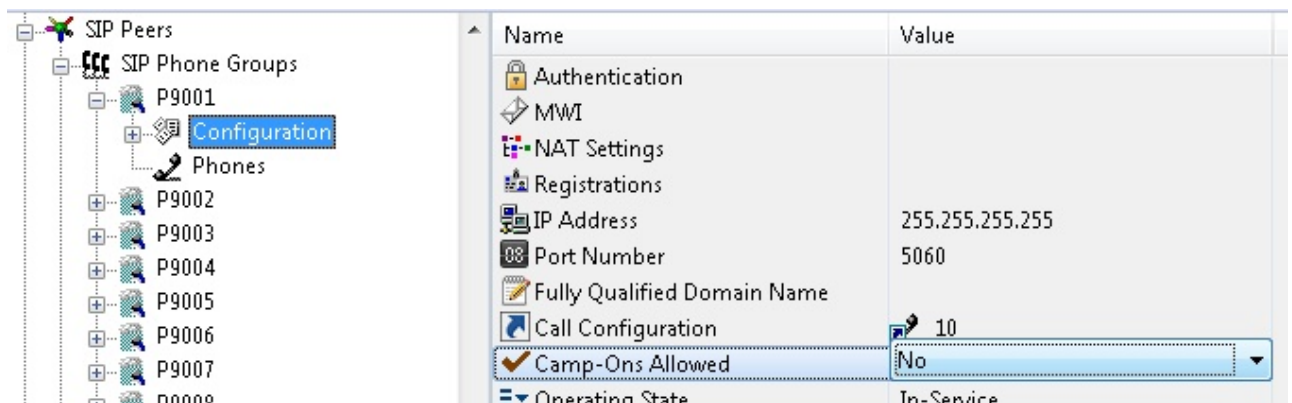 SIP Peers
SIP Phone Groups
P9001
Configuration
Phones
P9002
P9003
P9004
P9005
P9006
P9007
P9008
Name Value
Authentication
MWI
NAT Settings
Registrations
IP Address 255.255.255.255
Port Number 5060
Fully Qualified Domain Name
Call Configuration 10
Camp-Ons Allowed No
Operating State In-Service